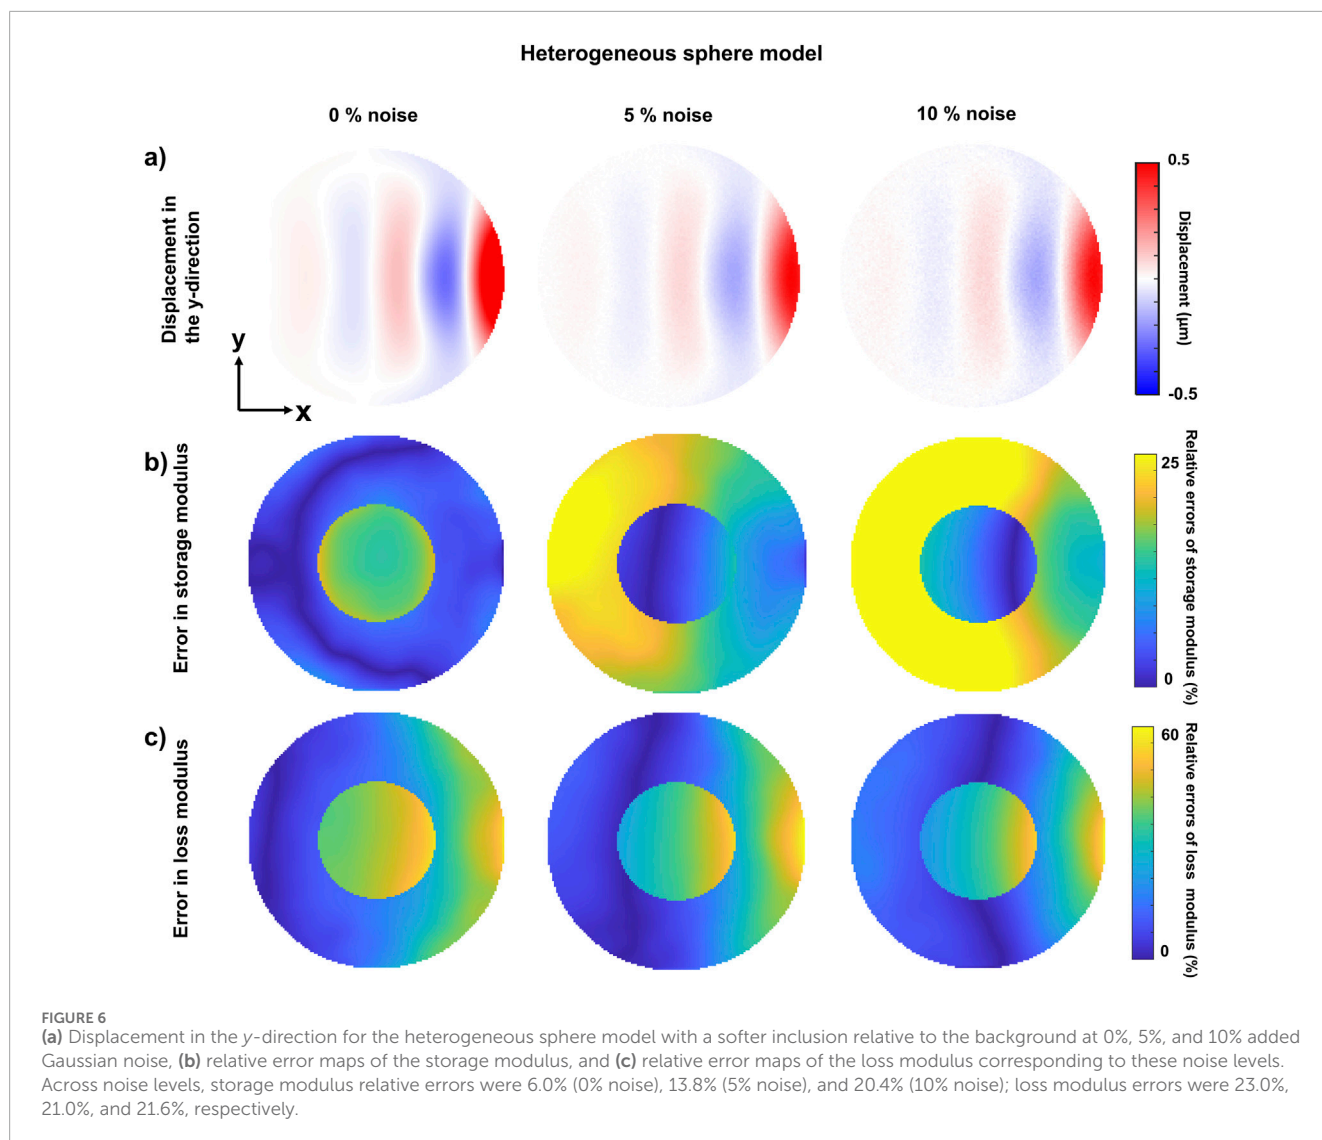 Heterogeneous sphere model
0 % noise
5 % noise
10 % noise
a)
Displacement in
the y-direction
y
x
0.5
Displacement (µm)
-0.5
b)
Error in storage modulus
25
Relative errors of storage modulus (%)
0
c)
Error in loss modulus
60
Relative errors of loss modulus (%)
0
FIGURE 6
(a) Displacement in the y-direction for the heterogeneous sphere model with a softer inclusion relative to the background at 0%, 5%, and 10% added
Gaussian noise, (b) relative error maps of the storage modulus, and (c) relative error maps of the loss modulus corresponding to these noise levels.
Across noise levels, storage modulus relative errors were 6.0% (0% noise), 13.8% (5% noise), and 20.4% (10% noise); loss modulus errors were 23.0%,
21.0%, and 21.6%, respectively.